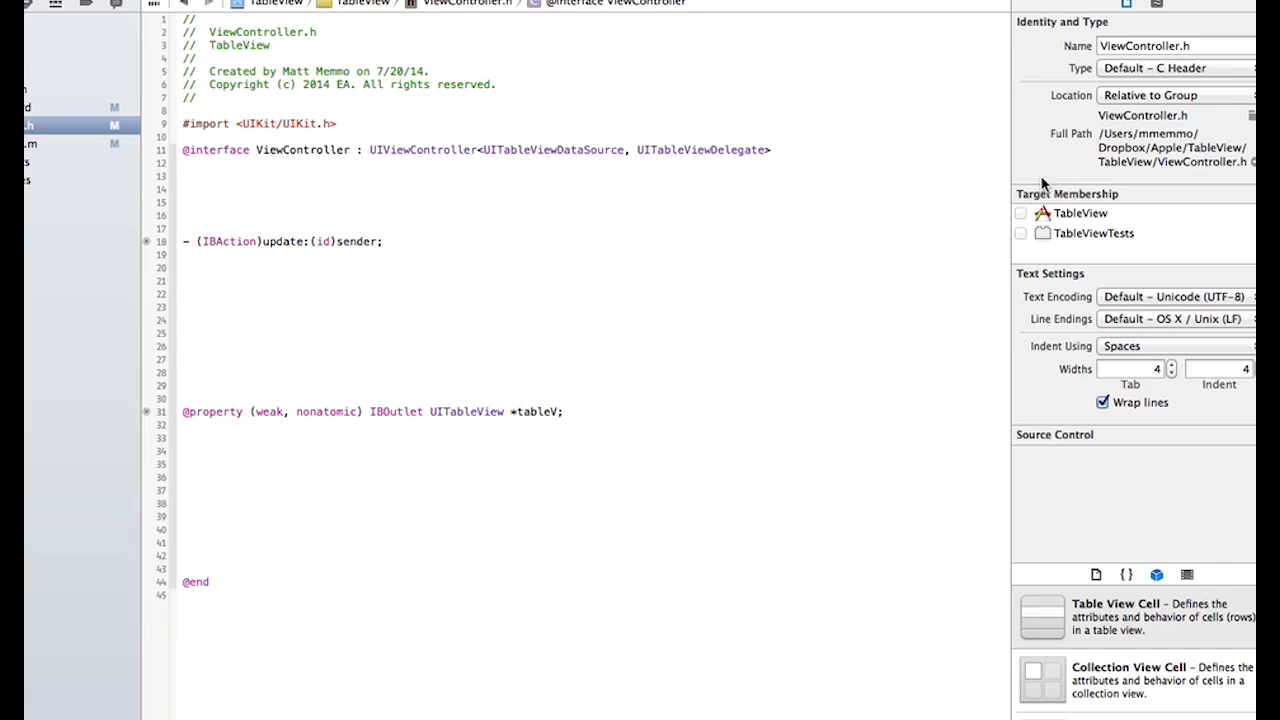 TableView
TableView
ViewController.h
@interface ViewController
1 //
2 // ViewController.h
3 // TableView
4 //
5 // Created by Matt Memmo on 7/20/14.
6 // Copyright (c) 2014 EA. All rights reserved.
7 //
8
9 #import <UIKit/UIKit.h>
10
11 @interface ViewController : UIViewController<UITableViewDataSource, UITableViewDelegate>
12
13
14
15
16
17
18 - (IBAction)update:(id)sender;
19
20
21
22
23
24
25
26
27
28
29
30
31 @property (weak, nonatomic) IBOutlet UITableView *tableV;
32
33
34
35
36
37
38
39
40
41
42
43
44 @end
45
d M
.h M
.m M
s
es
Identity and Type
Name ViewController.h
Type Default - C Header
Location Relative to Group
ViewController.h
Full Path /Users/mmemmo/
Dropbox/Apple/TableView/
TableView/ViewController.h
Target Membership
TableView
TableViewTests
Text Settings
Text Encoding Default - Unicode (UTF-8)
Line Endings Default - OS X / Unix (LF)
Indent Using Spaces
Widths 4 4
Tab Indent
Wrap lines
Source Control
{ }
Table View Cell - Defines the
attributes and behavior of cells (rows)
in a table view.
Collection View Cell - Defines the
attributes and behavior of cells in a
collection view.